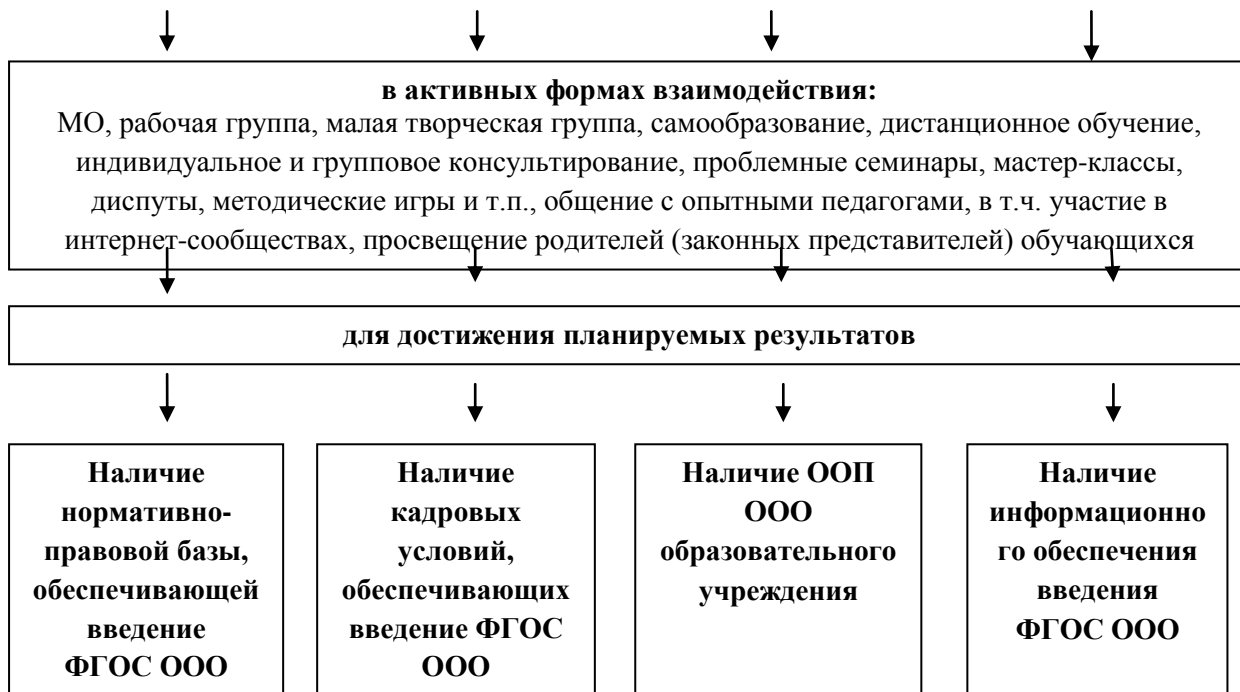 в активных формах взаимодействия:
МО, рабочая группа, малая творческая группа, самообразование, дистанционное обучение,
индивидуальное и групповое консультирование, проблемные семинары, мастер-классы,
диспуты, методические игры и т.п., общение с опытными педагогами, в т.ч. участие в
интернет-сообществах, просвещение родителей (законных представителей) обучающихся
для достижения планируемых результатов
Наличие
нормативно-
правовой базы,
обеспечивающей
введение
ФГОС ООО
Наличие
кадровых
условий,
обеспечивающих
введение ФГОС
ООО
Наличие ООП
ООО
образовательного
учреждения
Наличие
информационно
го обеспечения
введения
ФГОС ООО